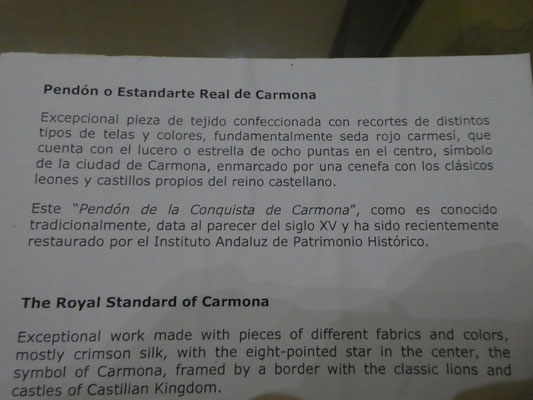 Pendón o Estandarte Real de Carmona
Excepcional pieza de tejido confeccionada con recortes de distintos
tipos de telas y colores, fundamentalmente seda rojo carmesí, que
cuenta con el lucero o estrella de ocho puntas en el centro, símbolo
de la ciudad de Carmona, enmarcado por una cenefa con los clásicos
leones y castillos propios del reino castellano.
Este “Pendón de la Conquista de Carmona”, como es conocido
tradicionalmente, data al parecer del siglo XV y ha sido recientemente
restaurado por el Instituto Andaluz de Patrimonio Histórico.
The Royal Standard of Carmona
Exceptional work made with pieces of different fabrics and colors,
mostly crimson silk, with the eight-pointed star in the center, the
symbol of Carmona, framed by a border with the classic lions and
castles of Castilian Kingdom.